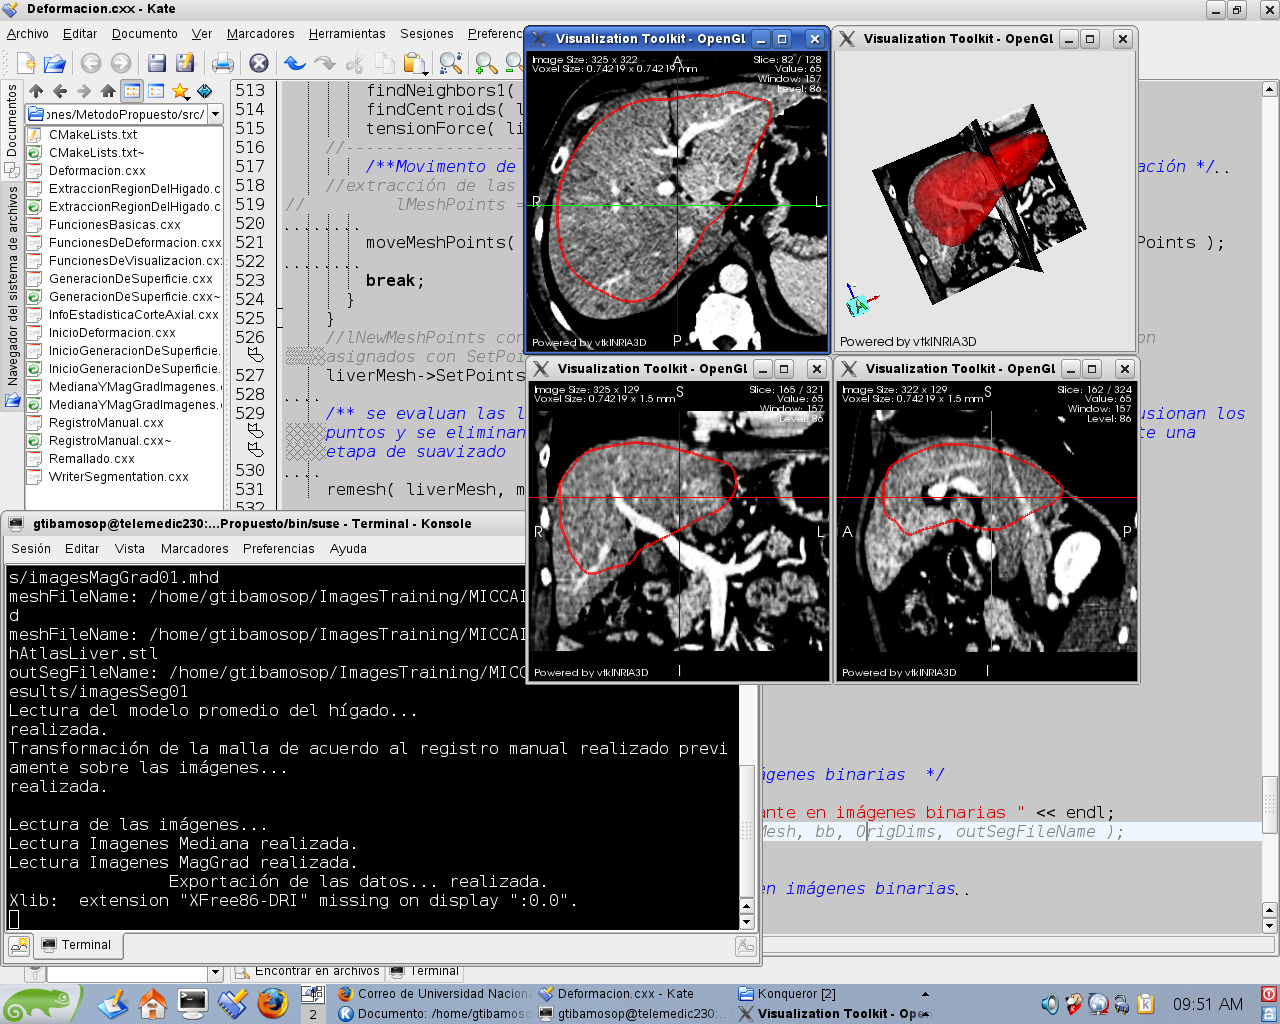 Deformacion.cxx - Kate
Archivo Editar Documento Ver Marcadores Herramientas Sesiones
Documentos
Navegador del sistema de archivos
ones/MetodoPropuesto/src/
CMakeLists.txt
CMakeLists.txt~
Deformacion.cxx
ExtraccionRegionDelHigado.c
ExtraccionRegionDelHigado.c
FuncionesBasicas.cxx
FuncionesDeDeformacion.cxx
FuncionesDeVisualizacion.cx
GeneracionDeSuperficie.cxx
GeneracionDeSuperficie.cxx~
InfoEstadisticaCorteAxial.cxx
InicioDeformacion.cxx
InicioGeneracionDeSuperficie.
InicioGeneracionDeSuperficie.
MedianaYMagGradImagenes.
MedianaYMagGradImagenes.
RegistroManual.cxx
RegistroManual.cxx~
Remallado.cxx
WriterSegmentation.cxx
513 findNeighbors1(
514 findCentroids( l
515 tensionForce( li
516 //-------------------
517 /**Movimento de ación */..
518 //extracción de las
519 // lMeshPoints =
520
521 moveMeshPoints( Points );
522
523 break;
524 }
525 }
526 //lNewMeshPoints con on
asignados con SetPoi
527 liverMesh->SetPoints
528
529 /** se evaluan las l usionan los
puntos y se eliminan te una
etapa de suavizado
530
531 remesh( liverMesh, m
532
ágenes binarias */
ante en imágenes binarias " << endl;
Mesh, bb, OrigDims, outSegFileName );
en imágenes binarias..
Visualization Toolkit - OpenGL
Image Size: 325 x 322
Voxel Size: 0.74219 x 0.74219 mm
A
Slice: 82 / 128
Value: 65
Window: 157
Level: 86
R
L
P
Powered by vtkINRIA3D
Visualization Toolkit - OpenGL
A
Powered by vtkINRIA3D
Visualization Toolkit - OpenGL
Image Size: 325 x 129
Voxel Size: 0.74219 x 1.5 mm
S
Slice: 165 / 321
Value: 65
Window: 157
Level: 86
R
L
I
Powered by vtkINRIA3D
Visualization Toolkit - OpenGL
Image Size: 322 x 129
Voxel Size: 0.74219 x 1.5 mm
S
Slice: 162 / 324
Value: 65
Window: 157
Level: 86
A
P
I
Powered by vtkINRIA3D
gtibamosop@telemedic230:...Propuesto/bin/suse - Terminal - Konsole
Sesión Editar Vista Marcadores Preferencias Ayuda
s/imagesMagGrad01.mhd
meshFileName: /home/gtibamosop/ImagesTraining/MICCAI
d
meshFileName: /home/gtibamosop/ImagesTraining/MICCAI
hAtlasLiver.stl
outSegFileName: /home/gtibamosop/ImagesTraining/MICC
esults/imagesSeg01
Lectura del modelo promedio del hígado...
realizada.
Transformación de la malla de acuerdo al registro manual realizado previ
amente sobre las imágenes...
realizada.
Lectura de las imágenes...
Lectura Imagenes Mediana realizada.
Lectura Imagenes MagGrad realizada.
Exportación de las datos... realizada.
Xlib: extension "XFree86-DRI" missing on display ":0.0".
Terminal
Encontrar en archivos Terminal
2
Correo de Universidad Nacion
Documento: /home/gtibamoso
Deformacion.cxx - Kate
gtibamosop@telemedic230:
Konqueror [2]
Visualization Toolkit - Open
09:51 AM